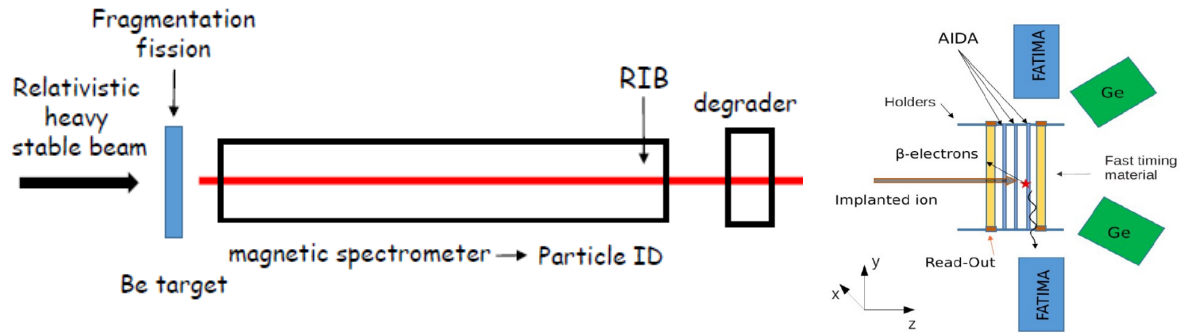 Fragmentation
fission
Relativistic
heavy
stable beam
RIB
degrader
magnetic spectrometer
Particle ID
Be target
AIDA
FATIMA
Ge
Holders
β-electrons
Fast timing
material
Implanted ion
Ge
Read-Out
FATIMA
y
x
z